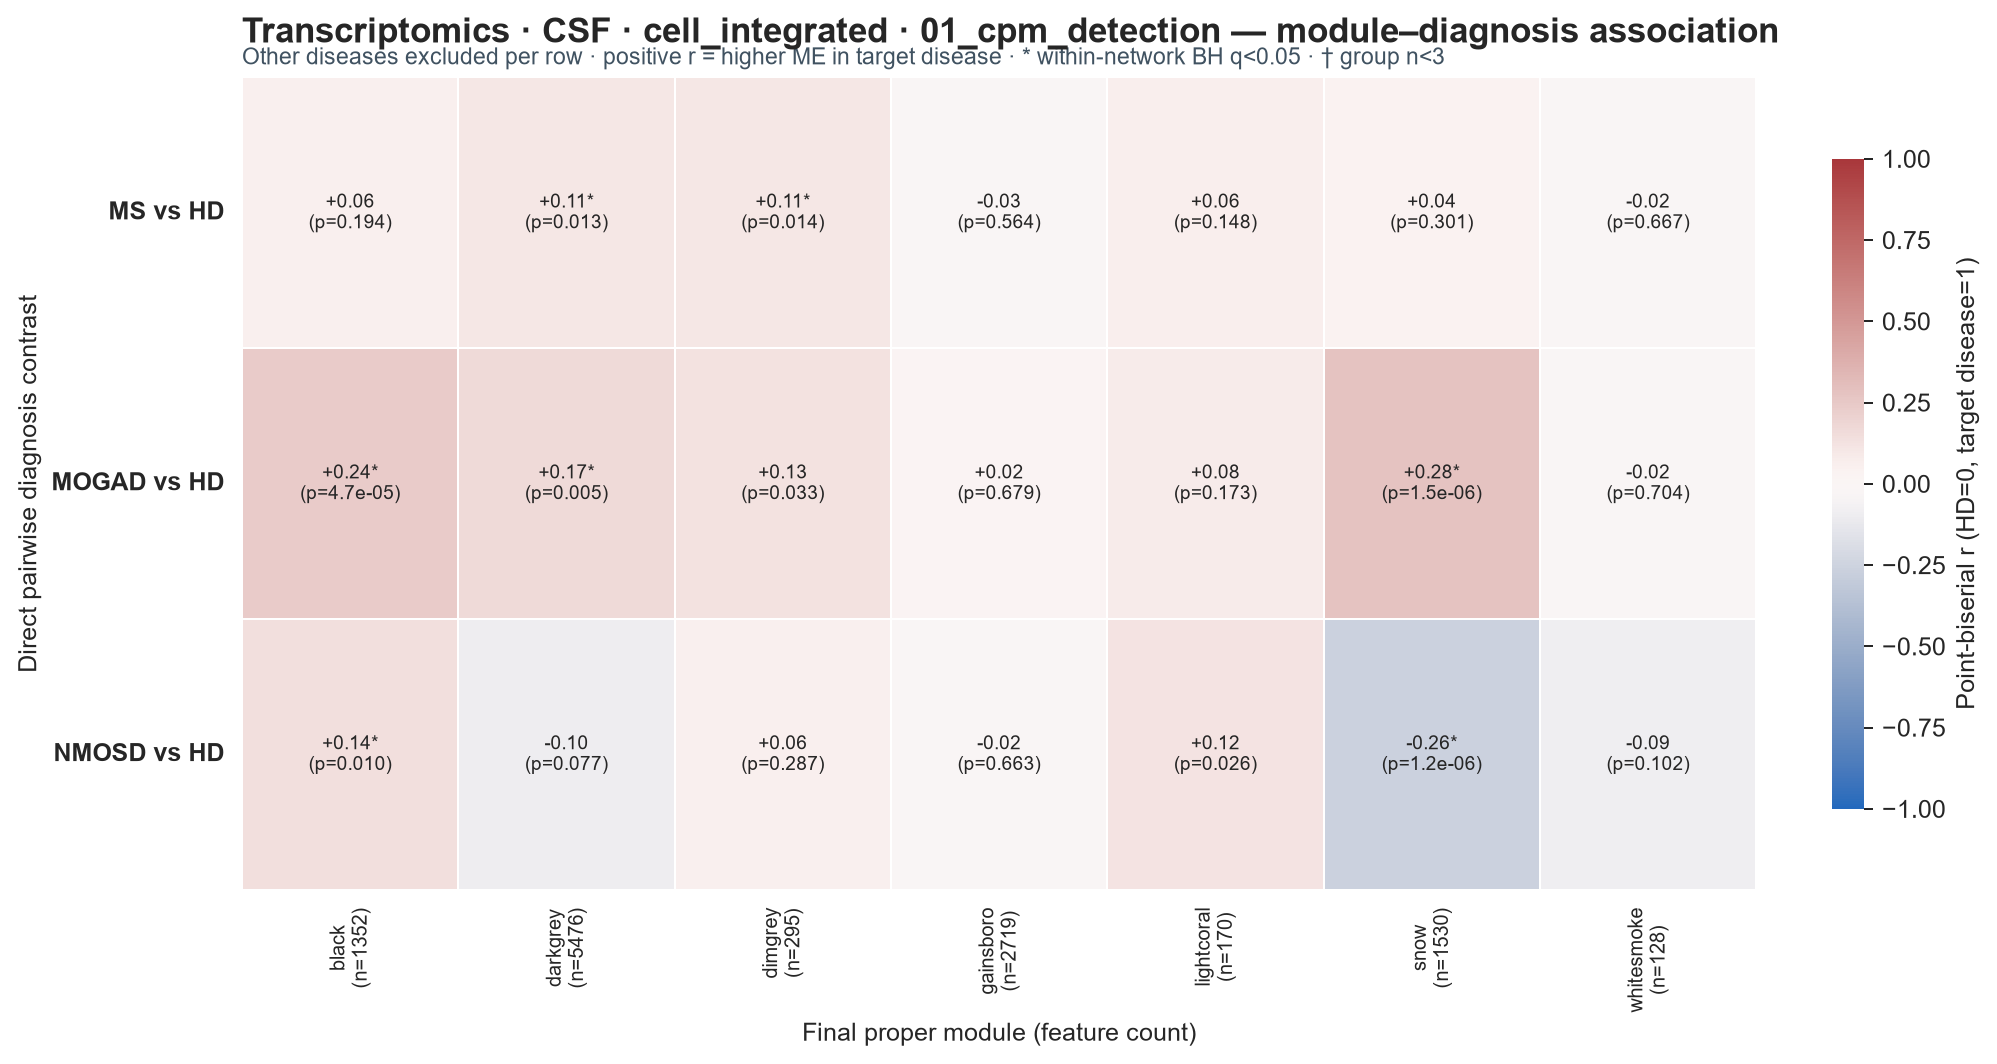 Transcriptomics · CSF · cell_integrated · 01_cpm_detection — module–diagnosis association
Other diseases excluded per row · positive r = higher ME in target disease · * within-network BH q<0.05 · † group n<3
Direct pairwise diagnosis contrast
MS vs HD
+0.06
(p=0.194)
+0.11*
(p=0.013)
+0.11*
(p=0.014)
-0.03
(p=0.564)
+0.06
(p=0.148)
+0.04
(p=0.301)
-0.02
(p=0.667)
MOGAD vs HD
+0.24*
(p=4.7e-05)
+0.17*
(p=0.005)
+0.13
(p=0.033)
+0.02
(p=0.679)
+0.08
(p=0.173)
+0.28*
(p=1.5e-06)
-0.02
(p=0.704)
NMOSD vs HD
+0.14*
(p=0.010)
-0.10
(p=0.077)
+0.06
(p=0.287)
-0.02
(p=0.663)
+0.12
(p=0.026)
-0.26*
(p=1.2e-06)
-0.09
(p=0.102)
black
(n=1352)
darkgrey
(n=5476)
dimgrey
(n=295)
gainsboro
(n=2719)
lightcoral
(n=170)
snow
(n=1530)
whitesmoke
(n=128)
Final proper module (feature count)
1.00
0.75
0.50
0.25
0.00
−0.25
−0.50
−0.75
−1.00
Point-biserial r (HD=0, target disease=1)